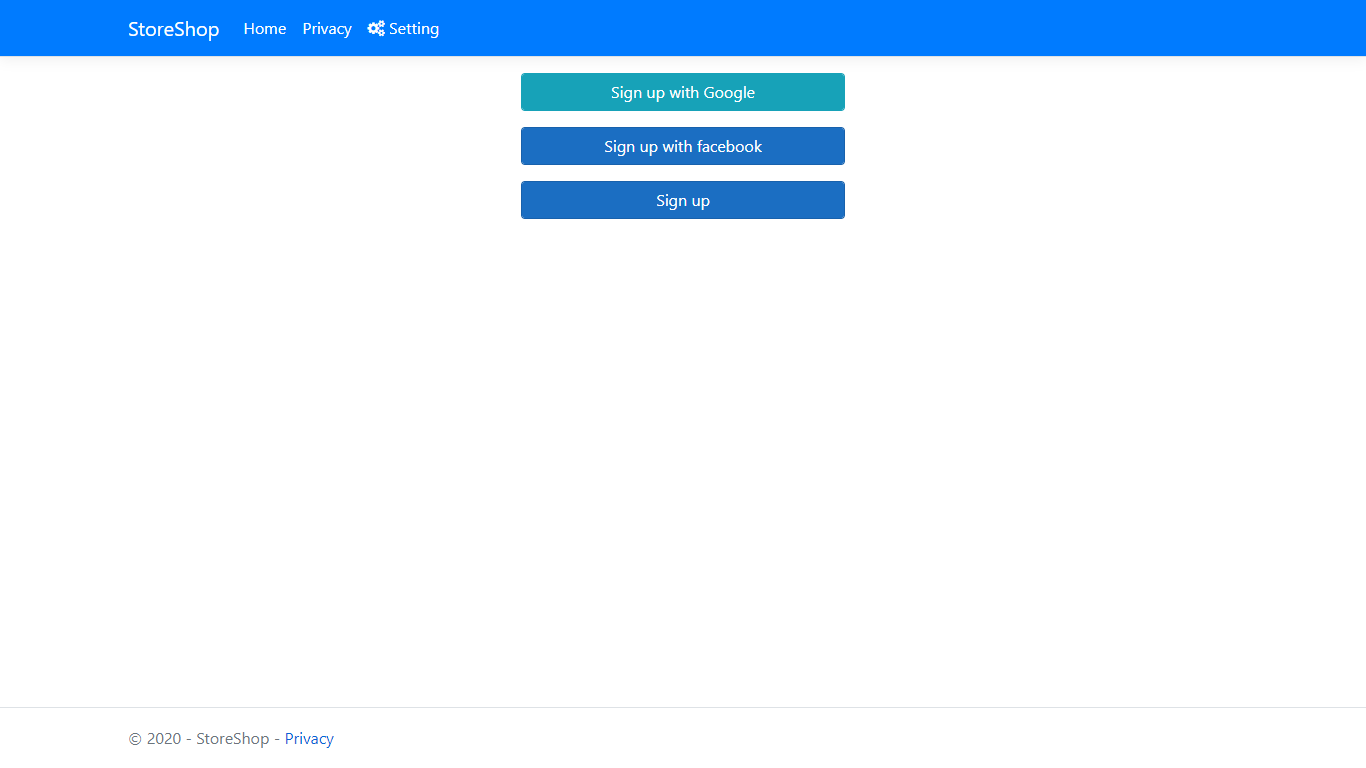 StoreShop Home Privacy Setting
Sign up with Google
Sign up with facebook
Sign up
© 2020 - StoreShop - Privacy